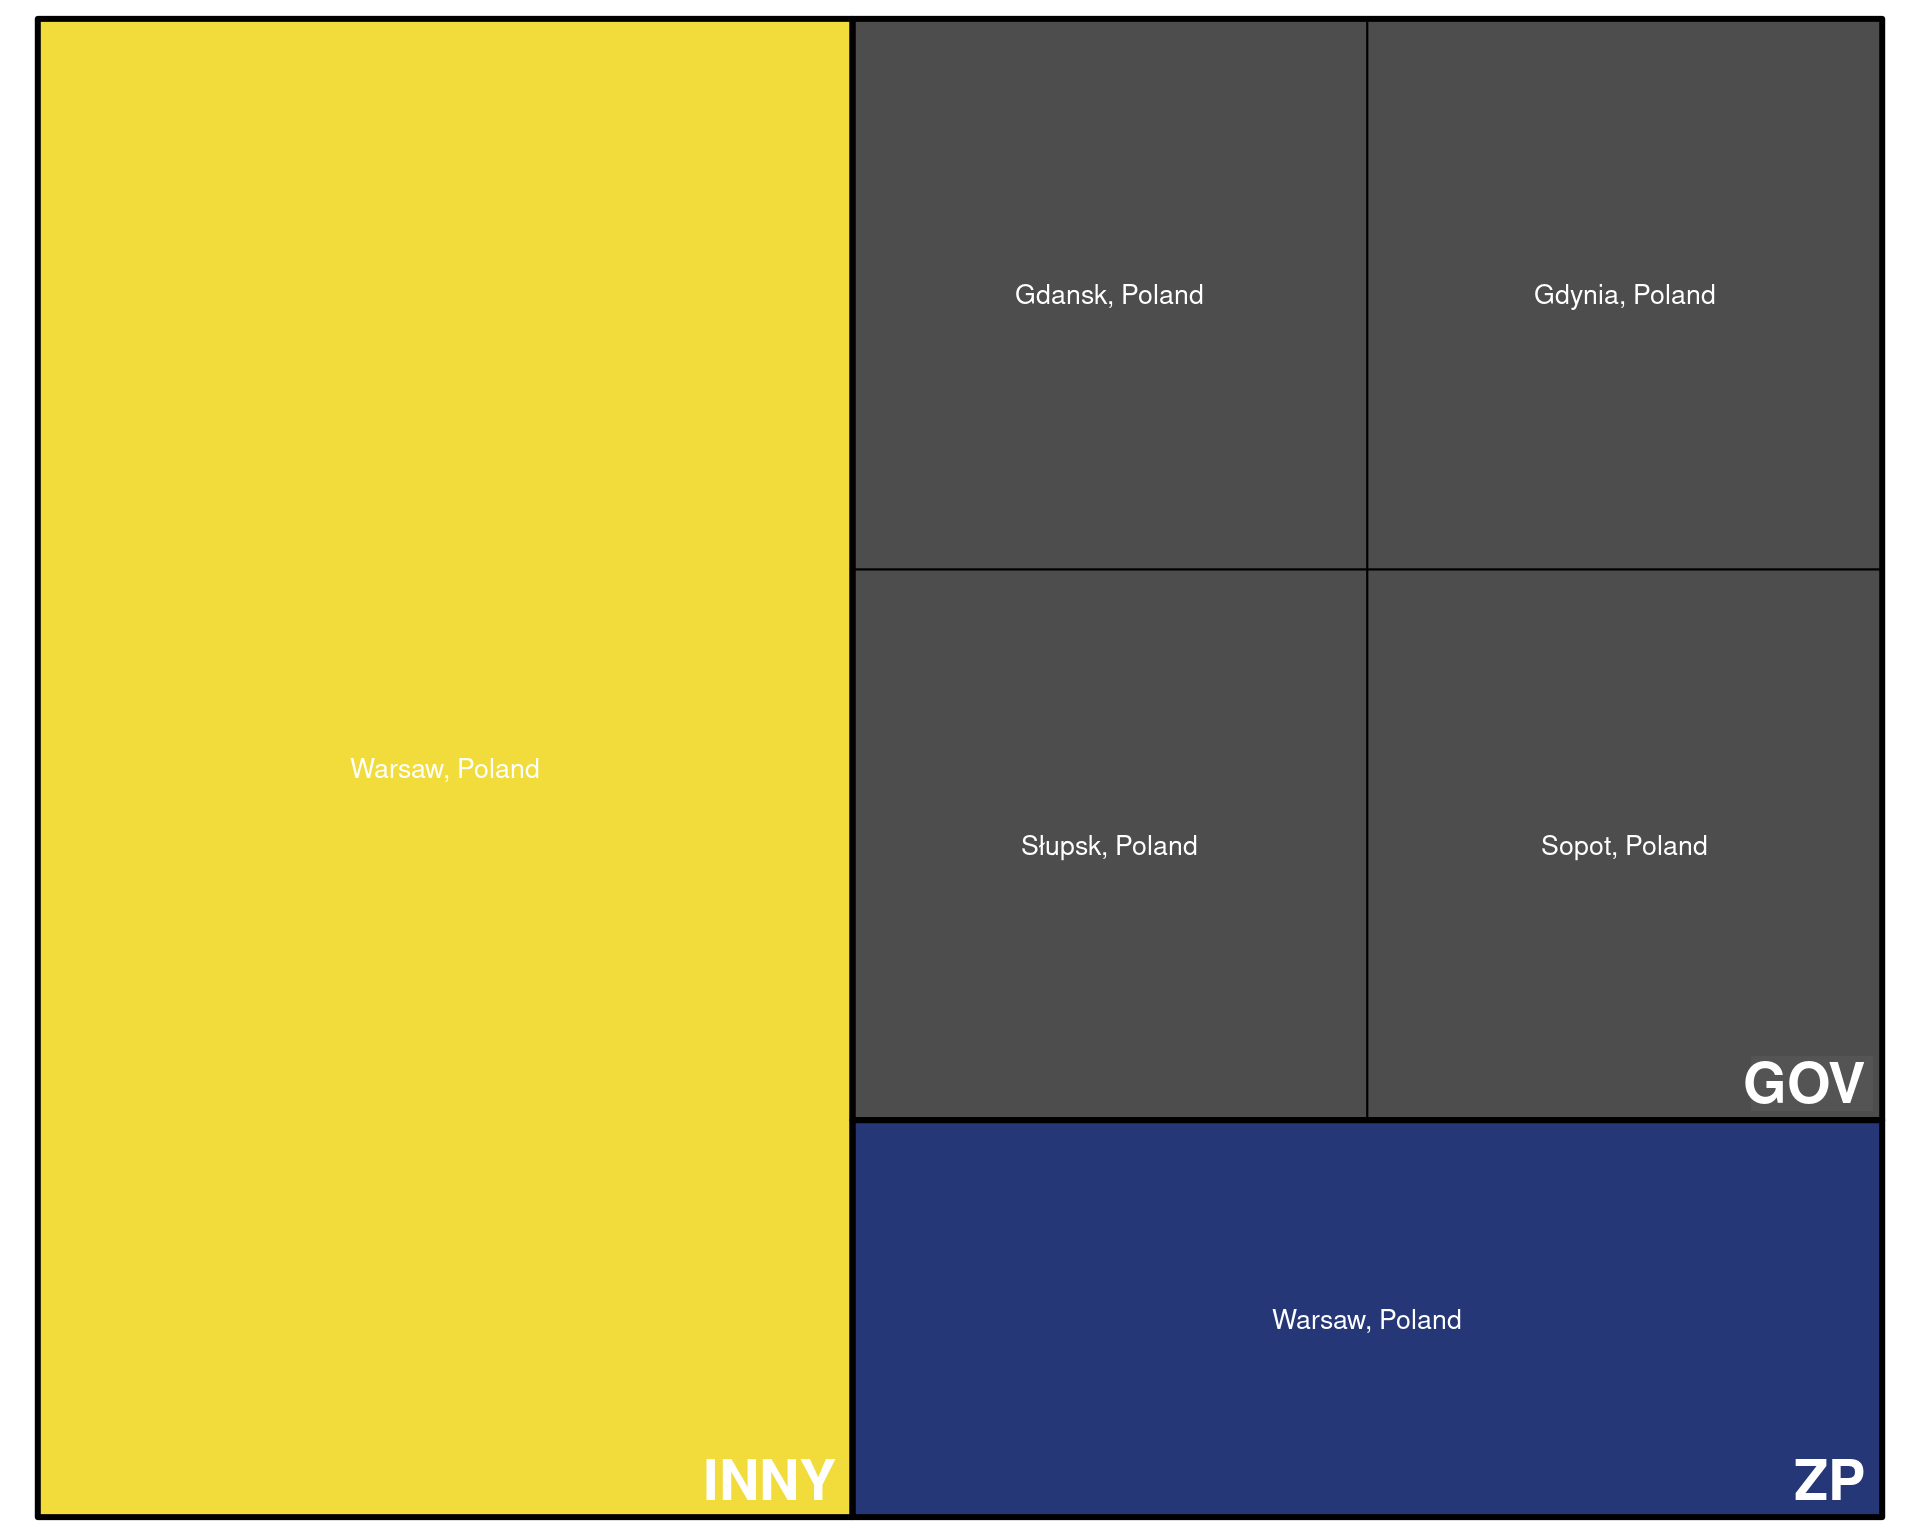 Warsaw, Poland
INNY
Gdansk, Poland
Gdynia, Poland
Słupsk, Poland
Sopot, Poland
GOV
Warsaw, Poland
ZP